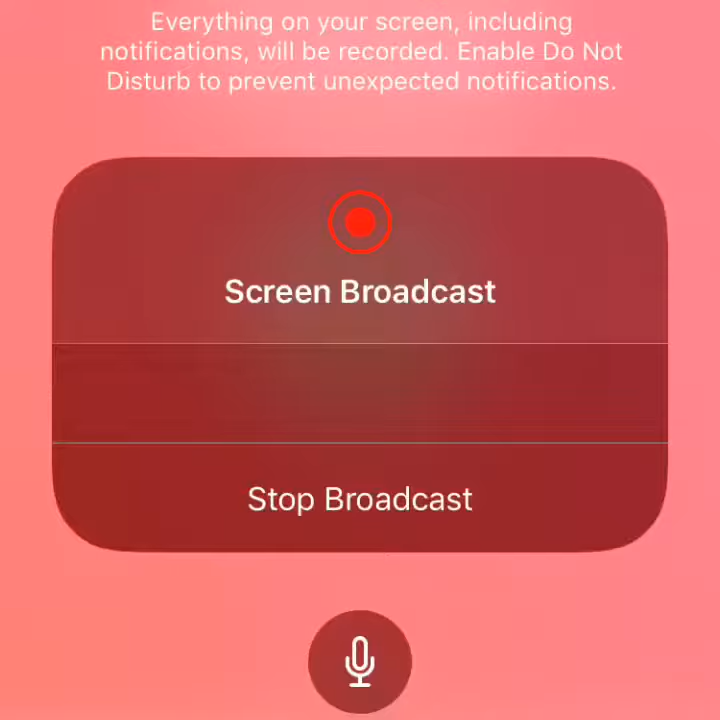 Everything on your screen, including
notifications, will be recorded. Enable Do Not
Disturb to prevent unexpected notifications.
Screen Broadcast
Stop Broadcast